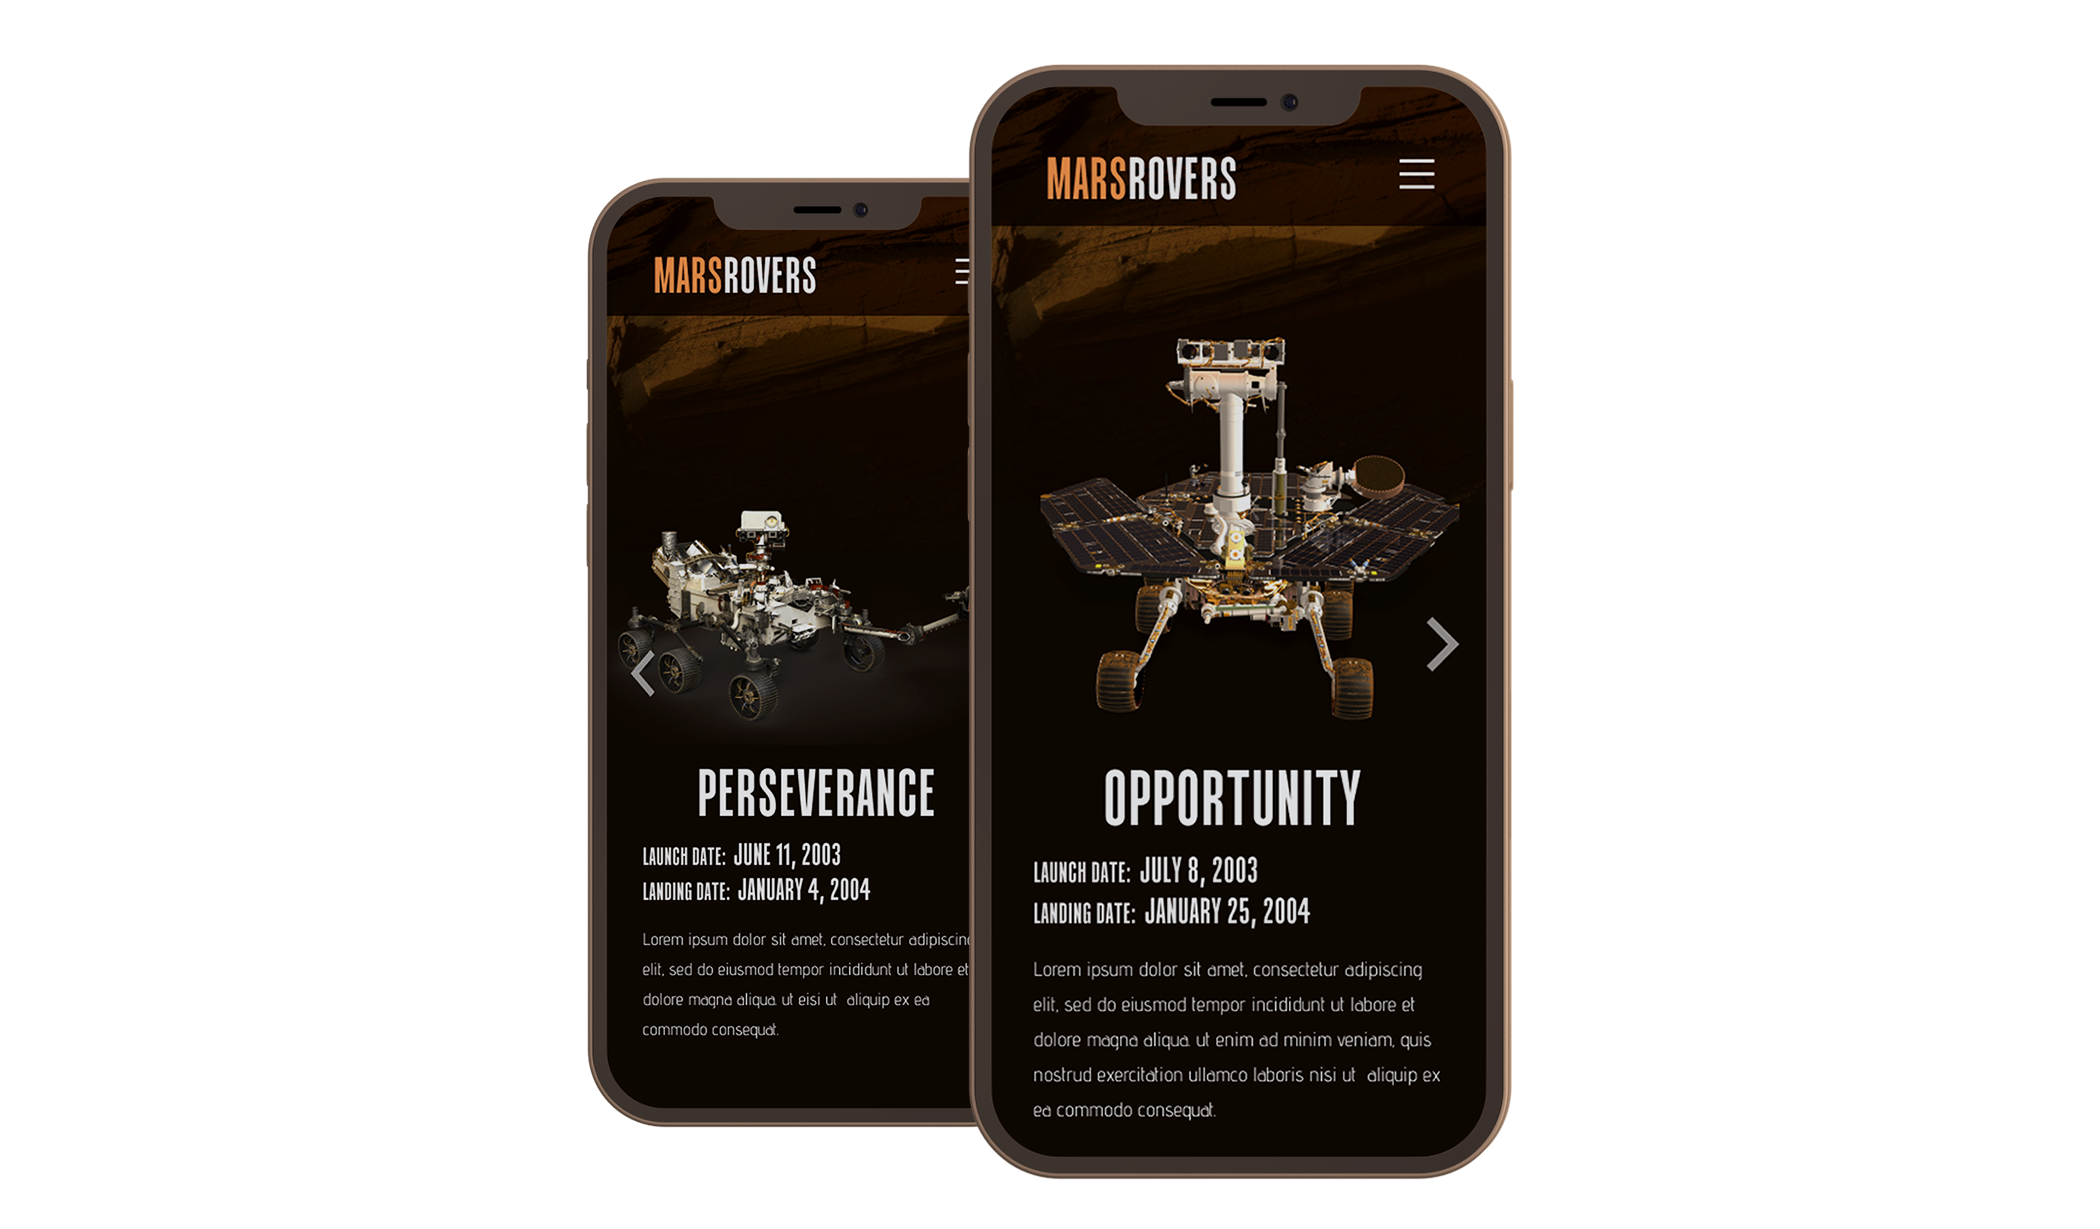 MARSROVERS
PERSEVERANCE
LAUNCH DATE: JUNE 11, 2003
LANDING DATE: JANUARY 4, 2004
Lorem ipsum dolor sit amet, consectetur adipiscing
elit, sed do eiusmod tempor incididunt ut labore et
dolore magna aliqua. ut eisi ut aliquip ex ea
commodo consequat.
MARSROVERS
OPPORTUNITY
LAUNCH DATE: JULY 8, 2003
LANDING DATE: JANUARY 25, 2004
Lorem ipsum dolor sit amet, consectetur adipiscing
elit, sed do eiusmod tempor incididunt ut labore et
dolore magna aliqua. ut enim ad minim veniam, quis
nostrud exercitation ullamco laboris nisi ut aliquip ex
ea commodo consequat.